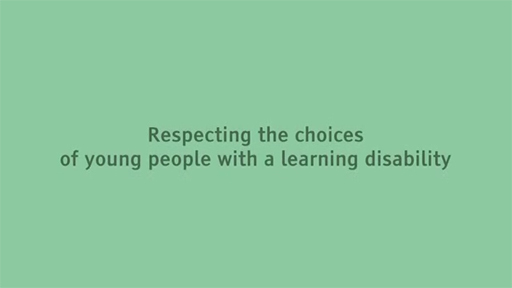 Respecting the choices
of young people with a learning disability